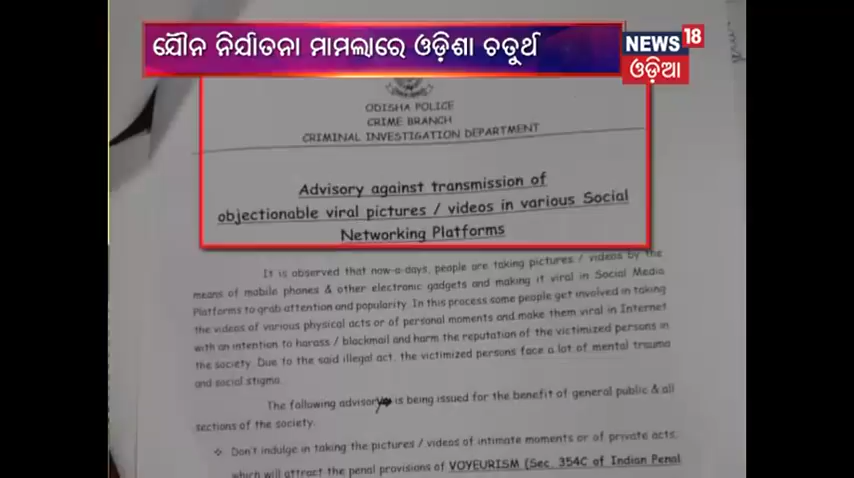 ଯୌନ ନିର୍ଯାତନା ମାମଲାରେ ଓଡ଼ିଶା ଚତୁର୍ଥ
NEWS 18
ଓଡ଼ିଆ
ODISHA POLICE
CRIME BRANCH
CRIMINAL INVESTIGATION DEPARTMENT
Advisory against transmission of
objectionable viral pictures / videos in various Social
Networking Platforms
It is observed that now-a-days, people are taking pictures / videos by the
means of mobile phones & other electronic gadgets and making it viral in Social Media
Platforms to grab attention and popularity. In this process some people get involved in taking
the videos of various physical acts or of personal moments and make them viral in Internet
with an intention to harass / blackmail and harm the reputation of the victimized persons in
the society. Due to the said illegal act, the victimized persons face a lot of mental trauma
and social stigma.
The following advisory is being issued for the benefit of general public & all
sections of the society.
❖ Don't indulge in taking the pictures / videos of intimate moments or of private acts,
which will attract the penal provisions of VOYEURISM (Sec. 354C of Indian Penal